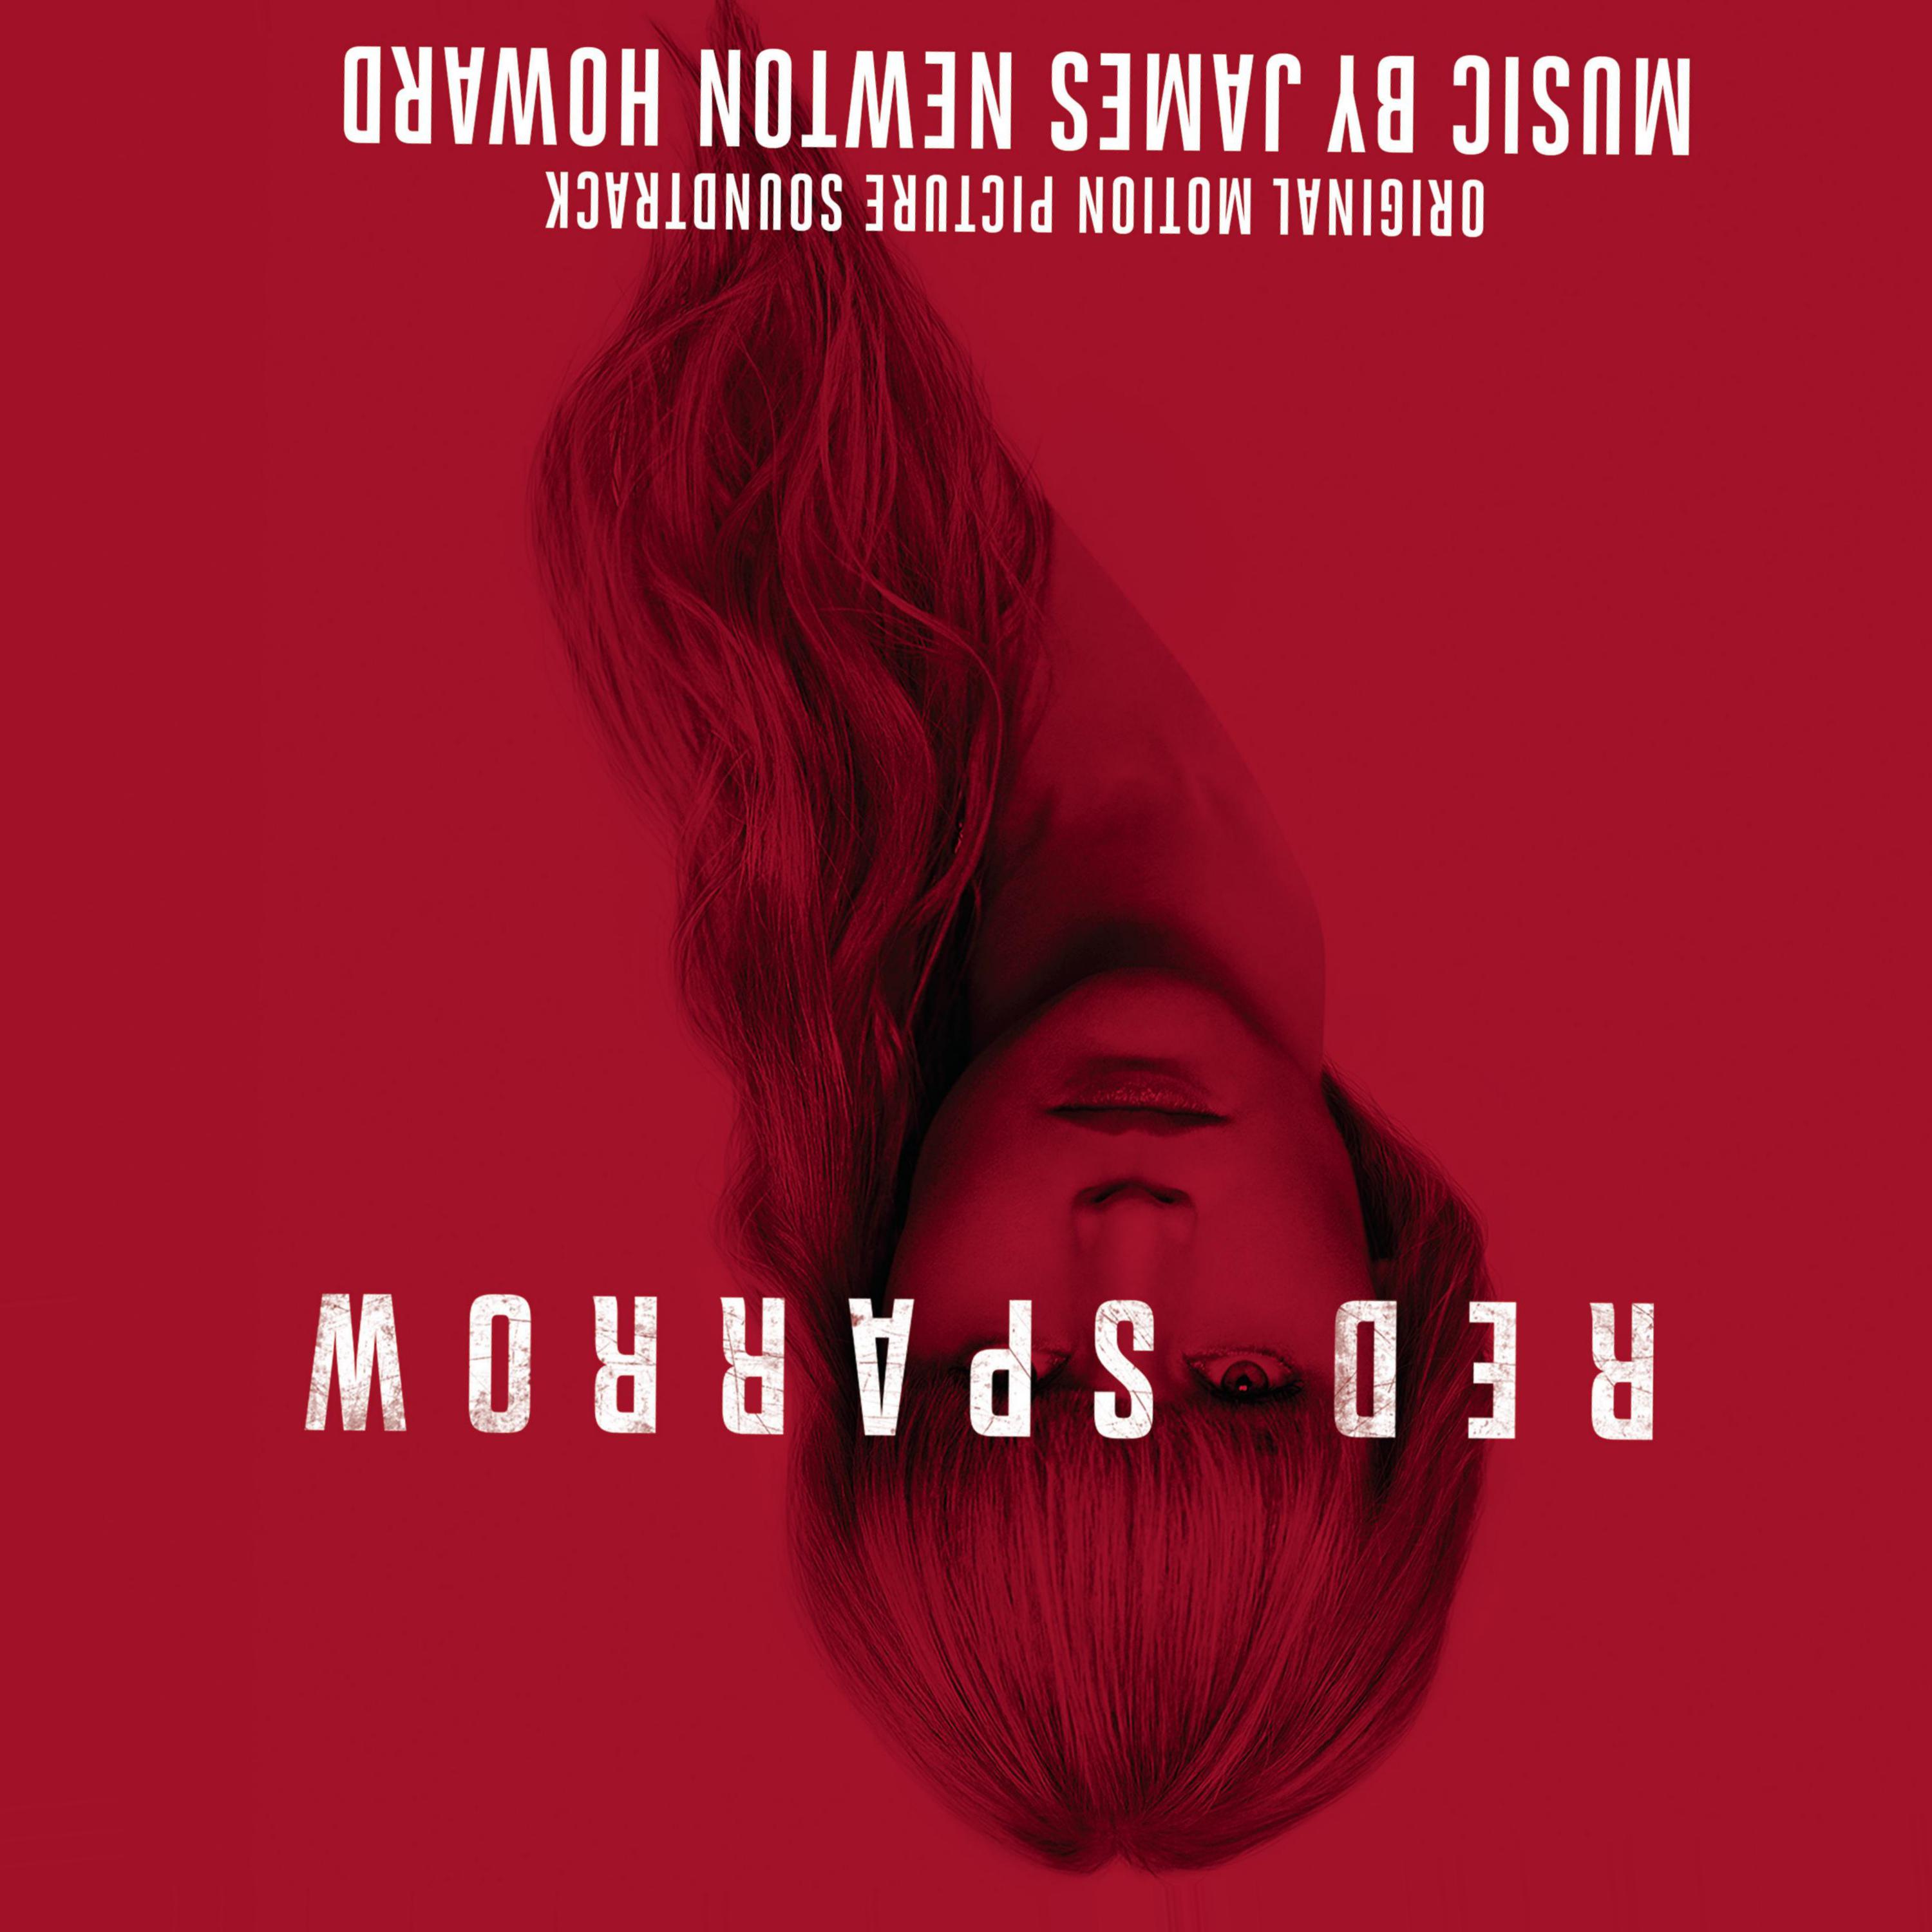 RED SPARROW
ORIGINAL MOTION PICTURE SOUNDTRACK
MUSIC BY JAMES NEWTON HOWARD